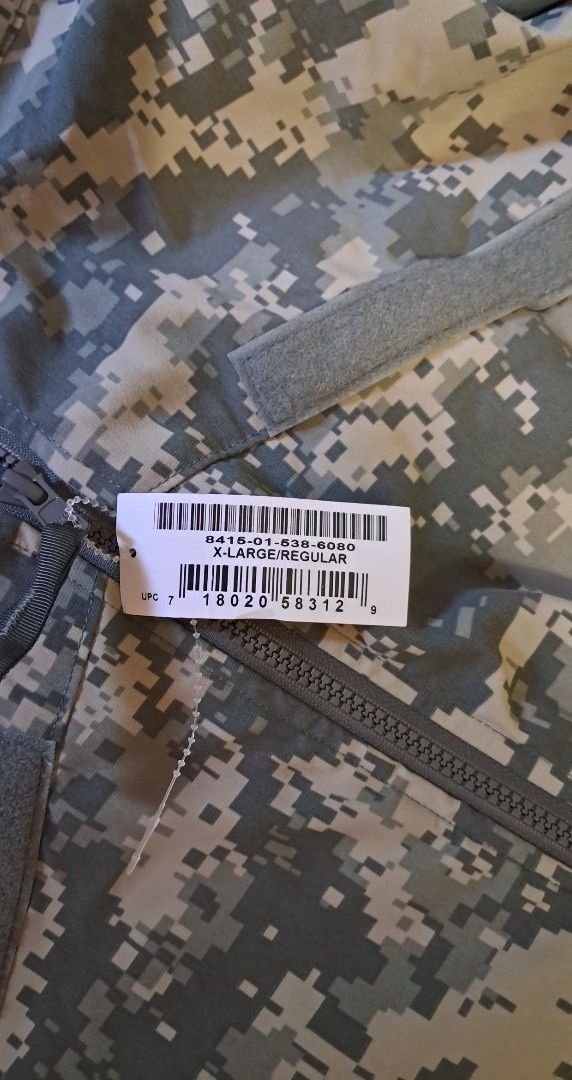 8415-01-538-6080
X-LARGE/REGULAR
UPC 7 18020 58312 9